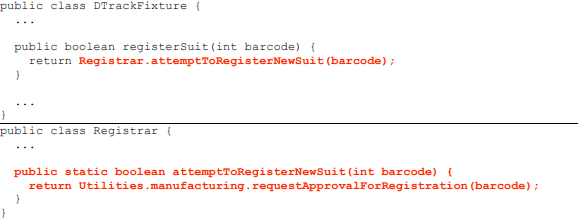 public class DTrackFixture {
...
public boolean registerSuit(int barcode) {
return Registrar.attemptToRegisterNewSuit(barcode);
}
...
}
public class Registrar {
...
public static boolean attemptToRegisterNewSuit(int barcode) {
return Utilities.manufacturing.requestApprovalForRegistration(barcode);
}
}